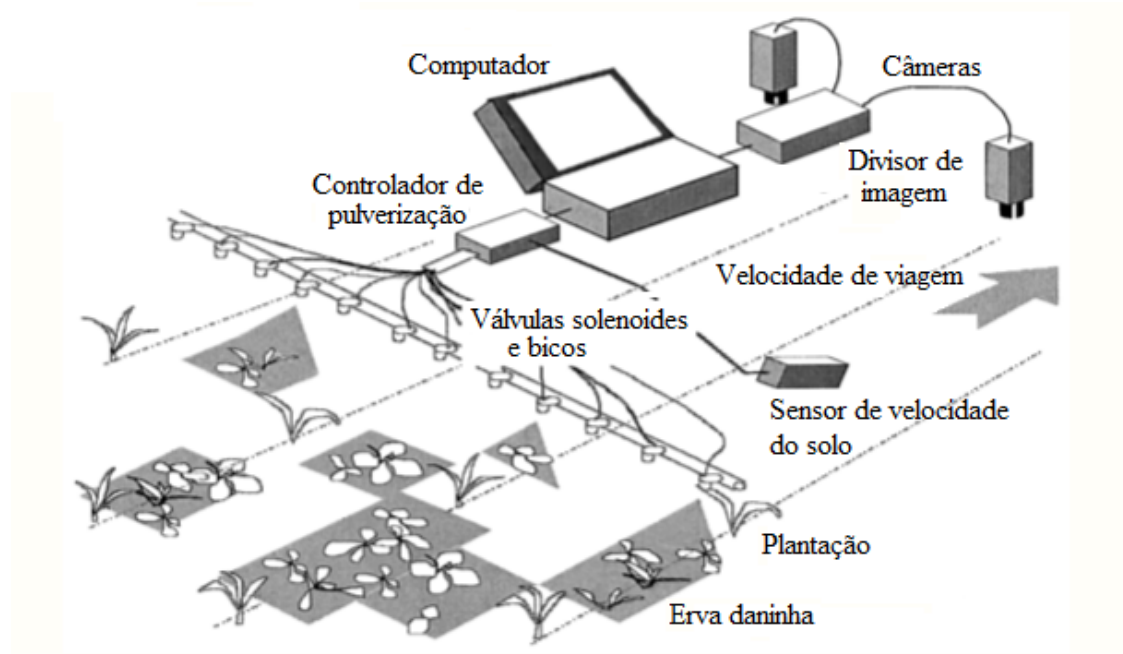 Computador
Câmeras
Divisor de
imagem
Controlador de
pulverização
Velocidade de viagem
Válvulas solenoides
e bicos
Sensor de velocidade
do solo
Plantação
Erva daninha